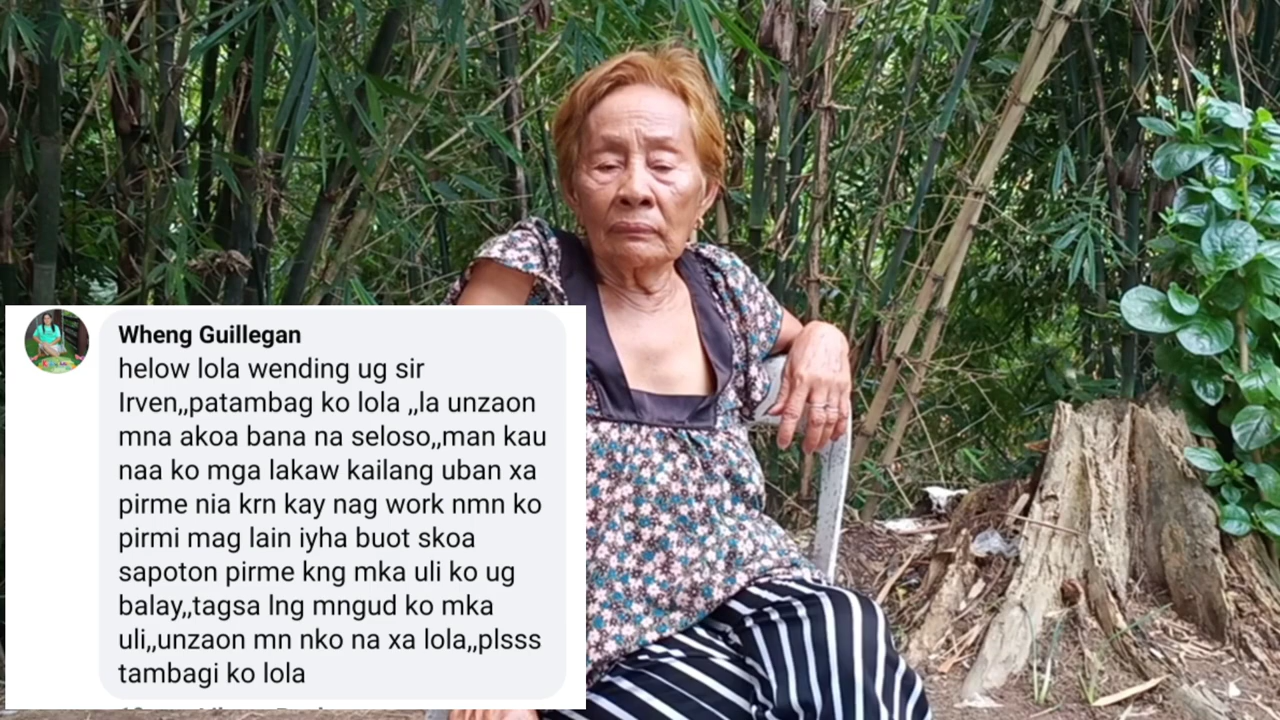 Wheng Guillegan
helow lola wending ug sir
Irven,,patambag ko lola ,,la unzaon
mna akoa bana na seloso,,man kau
naa ko mga lakaw kailang uban xa
pirme nia krn kay nag work nmn ko
pirmi mag lain iyha buot skoa
sapoton pirme kng mka uli ko ug
balay,,tagsa lng mngud ko mka
uli,,unzaon mn nko na xa lola,,plsss
tambagi ko lola